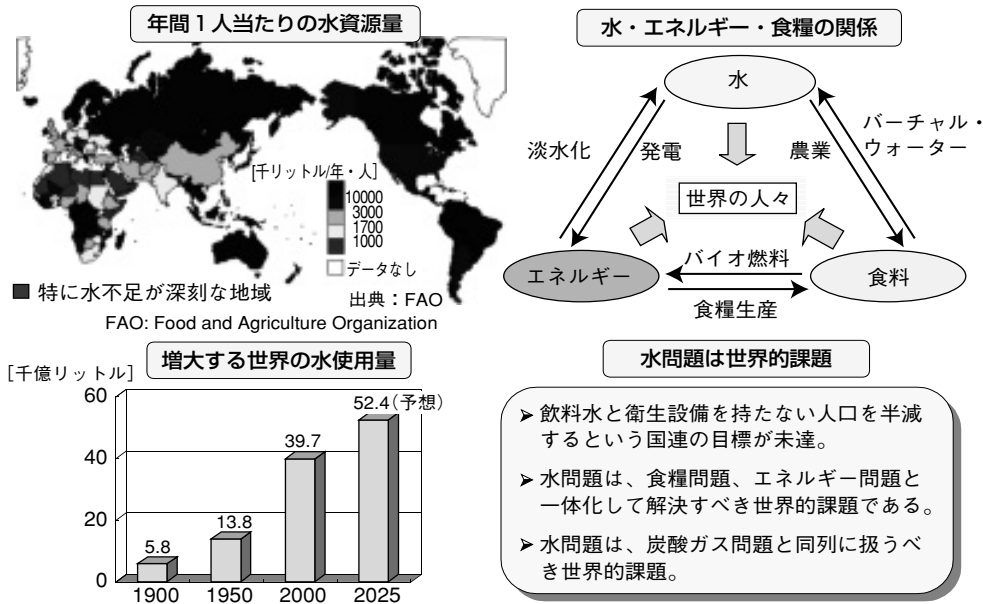 年間1人当たりの水資源量
[千リットル/年・人]
10000
3000
1700
1000
データなし
■ 特に水不足が深刻な地域
出典：FAO
FAO: Food and Agriculture Organization
水・エネルギー・食糧の関係
水
淡水化
発電
農業
バーチャル・
ウォーター
世界の人々
エネルギー
バイオ燃料
食糧生産
食料
増大する世界の水使用量
[千億リットル]
60
40
20
0
5.8
13.8
39.7
52.4(予想)
1900
1950
2000
2025
水問題は世界的課題
➢ 飲料水と衛生設備を持たない人口を半減
するという国連の目標が未達。
➢ 水問題は、食糧問題、エネルギー問題と
一体化して解決すべき世界的課題である。
➢ 水問題は、炭酸ガス問題と同列に扱うべ
き世界的課題。